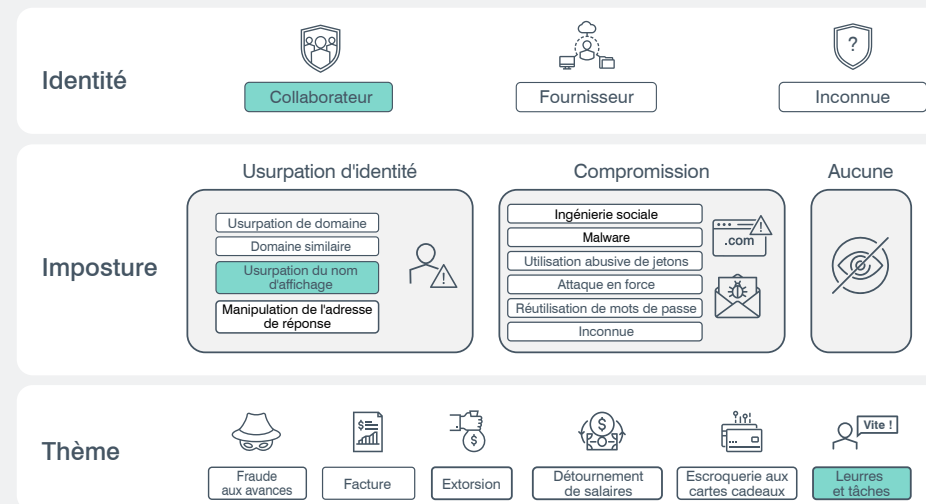 ?
Identité
Collaborateur
Fournisseur
Inconnue
Usurpation d'identité
Compromission
Aucune
Imposture
Usurpation de domaine
Domaine similaire
Usurpation du nom
d'affichage
Manipulation de l'adresse
de réponse
!
Ingénierie sociale
Malware
Utilisation abusive de jetons
Attaque en force
Réutilisation de mots de passe
Inconnue
!
.com
Thème
$
$
$
Vite !
Fraude
aux avances
Facture
Extorsion
Détournement
de salaires
Escroquerie aux
cartes cadeaux
Leurres
et tâches